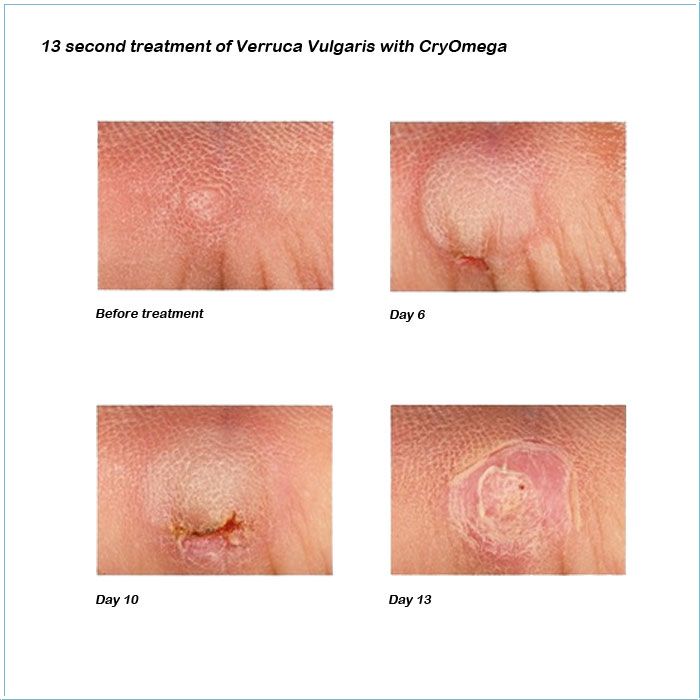 13 second treatment of Verruca Vulgaris with CryOmega
Before treatment
Day 6
Day 10
Day 13